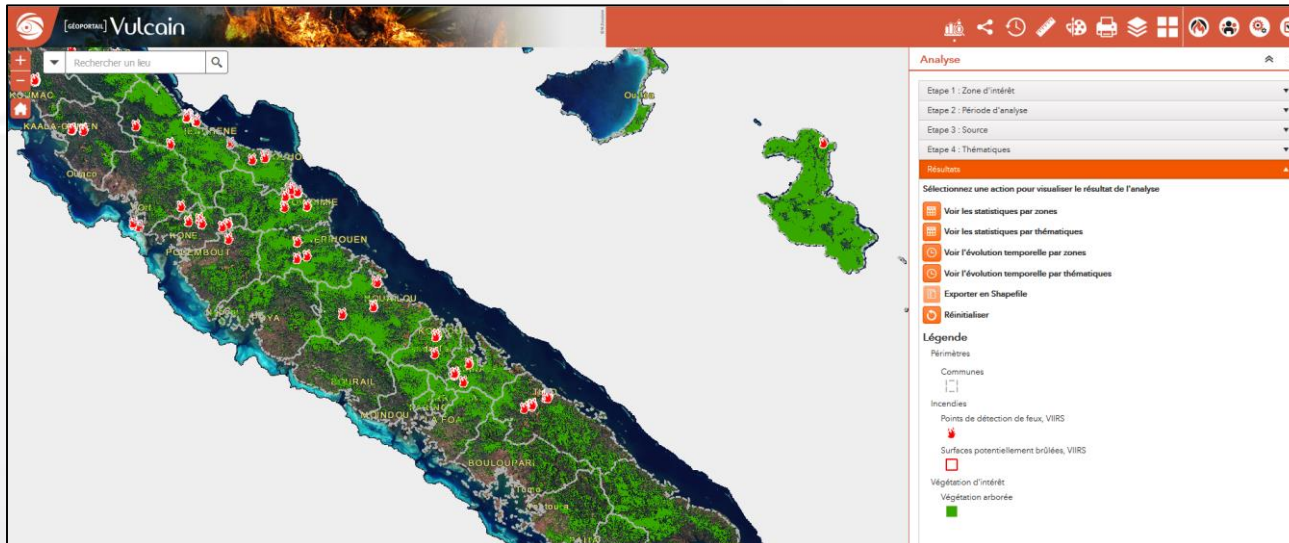 [GÉOPORTAIL] Vulcain
Rechercher un lieu
KAALA-GOMEN
Ouaco
KONE
POUEMBOUT
BOURAIL
MOINDOU
LA FOA
BOULOUPARI
Analyse
Etape 1 : Zone d'intérêt
Etape 2 : Période d'analyse
Etape 3 : Source
Etape 4 : Thématiques
Résultats
Sélectionnez une action pour visualiser le résultat de l'analyse
Voir les statistiques par zones
Voir les statistiques par thématiques
Voir l'évolution temporelle par zones
Voir l'évolution temporelle par thématiques
Exporter en Shapefile
Réinitialiser
Légende
Périmètres
Communes
Incendies
Points de détection de feux, VIIRS
Surfaces potentiellement brûlées, VIIRS
Végétation d'intérêt
Végétation arborée